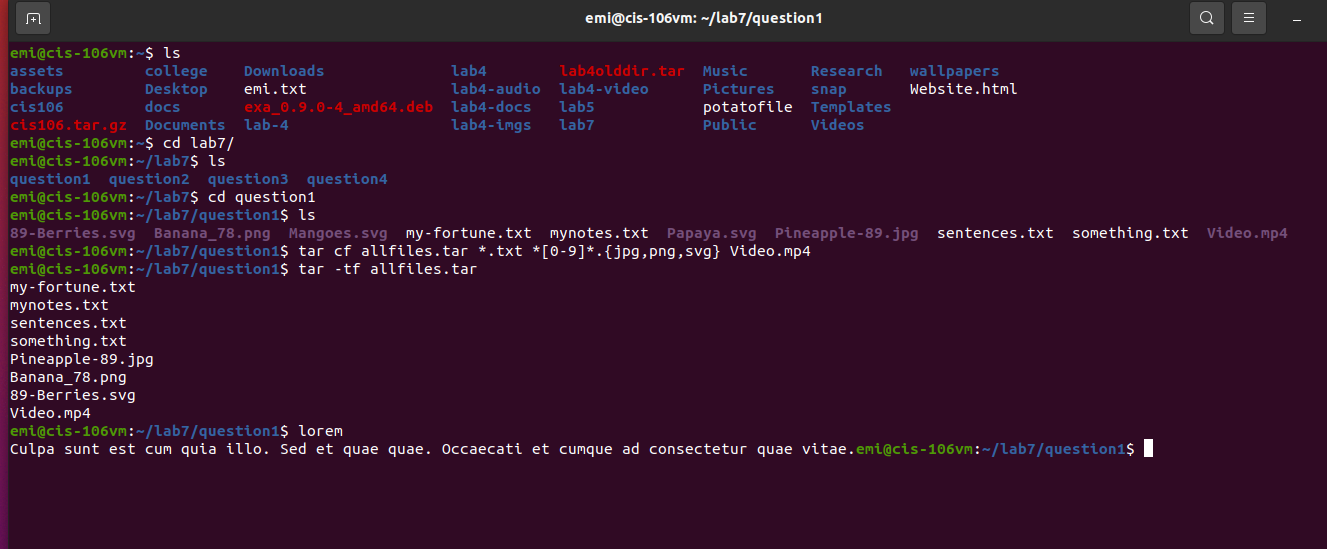 emi@cis-106vm: ~/lab7/question1
emi@cis-106vm:~$ ls
assets college Downloads lab4 lab4olddir.tar Music Research wallpapers
backups Desktop emi.txt lab4-audio lab4-video Pictures snap Website.html
cis106 docs exa_0.9.0-4_amd64.deb lab4-docs lab5 potatofile Templates
cis106.tar.gz Documents lab-4 lab4-imgs lab7 Public Videos
emi@cis-106vm:~$ cd lab7/
emi@cis-106vm:~/lab7$ ls
question1 question2 question3 question4
emi@cis-106vm:~/lab7$ cd question1
emi@cis-106vm:~/lab7/question1$ ls
89-Berries.svg Banana_78.png Mangoes.svg my-fortune.txt mynotes.txt Papaya.svg Pineapple-89.jpg sentences.txt something.txt Video.mp4
emi@cis-106vm:~/lab7/question1$ tar cf allfiles.tar *.txt *[0-9]*.{jpg,png,svg} Video.mp4
emi@cis-106vm:~/lab7/question1$ tar -tf allfiles.tar
my-fortune.txt
mynotes.txt
sentences.txt
something.txt
Pineapple-89.jpg
Banana_78.png
89-Berries.svg
Video.mp4
emi@cis-106vm:~/lab7/question1$ lorem
Culpa sunt est cum quia illo. Sed et quae quae. Occaecati et cumque ad consectetur quae vitae.emi@cis-106vm:~/lab7/question1$